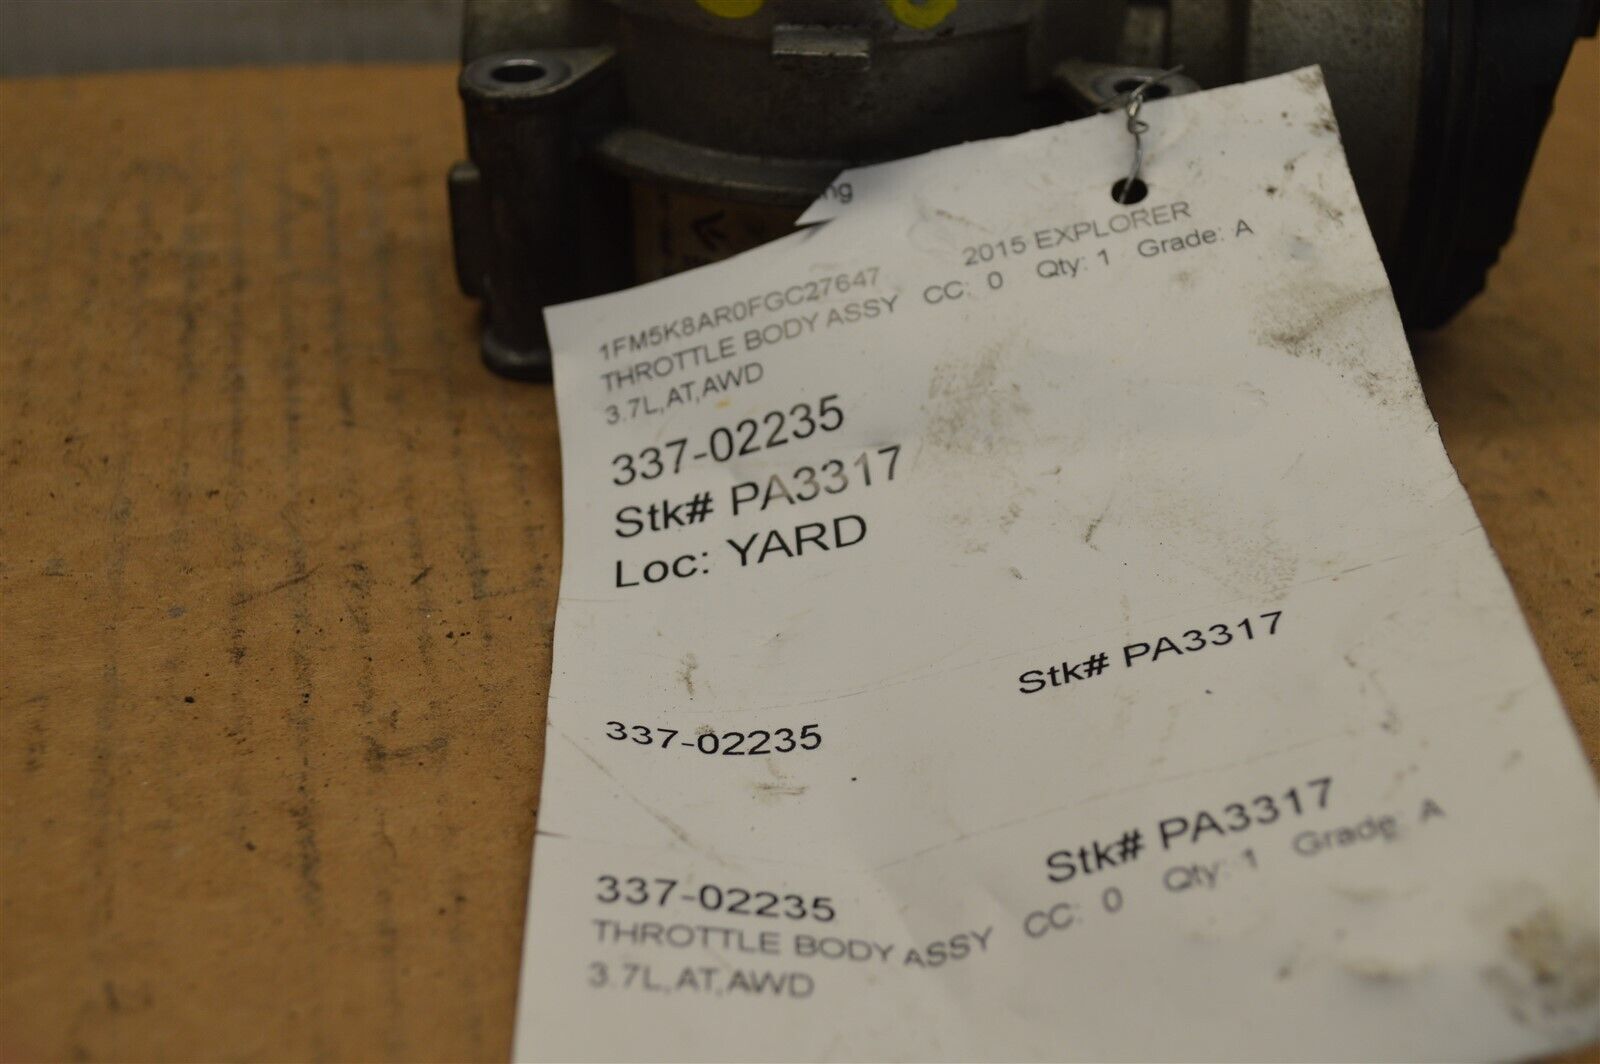 ng
1FM5K8AR0FGC27647 2015 EXPLORER
THROTTLE BODY ASSY CC: 0 Qty: 1 Grade: A
3.7L,AT,AWD
337-02235
Stk# PA3317
Loc: YARD
337-02235 Stk# PA3317
337-02235 Stk# PA3317
THROTTLE BODY ASSY CC: 0 Qty: 1 Grade: A
3.7L,AT,AWD